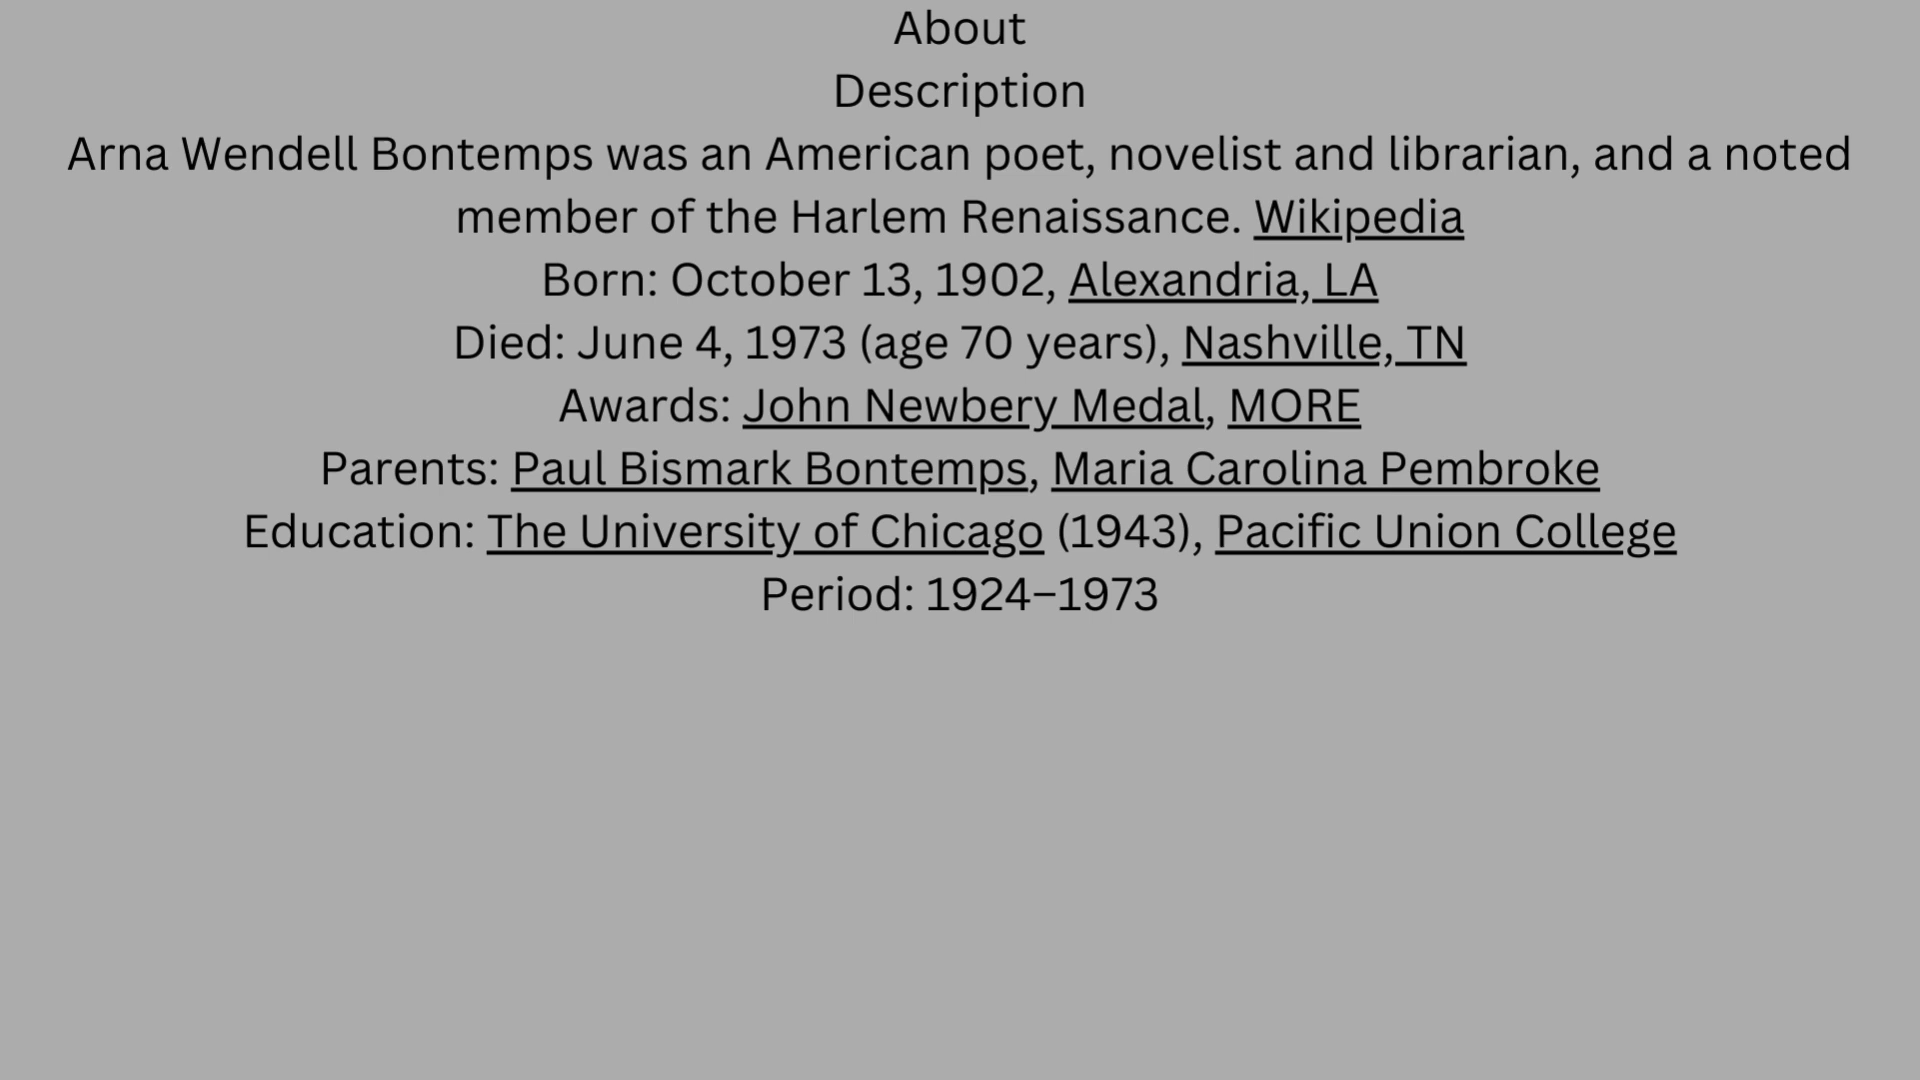 About
Description
Arna Wendell Bontemps was an American poet, novelist and librarian, and a noted
member of the Harlem Renaissance. Wikipedia
Born: October 13, 1902, Alexandria, LA
Died: June 4, 1973 (age 70 years), Nashville, TN
Awards: John Newbery Medal, MORE
Parents: Paul Bismark Bontemps, Maria Carolina Pembroke
Education: The University of Chicago (1943), Pacific Union College
Period: 1924–1973